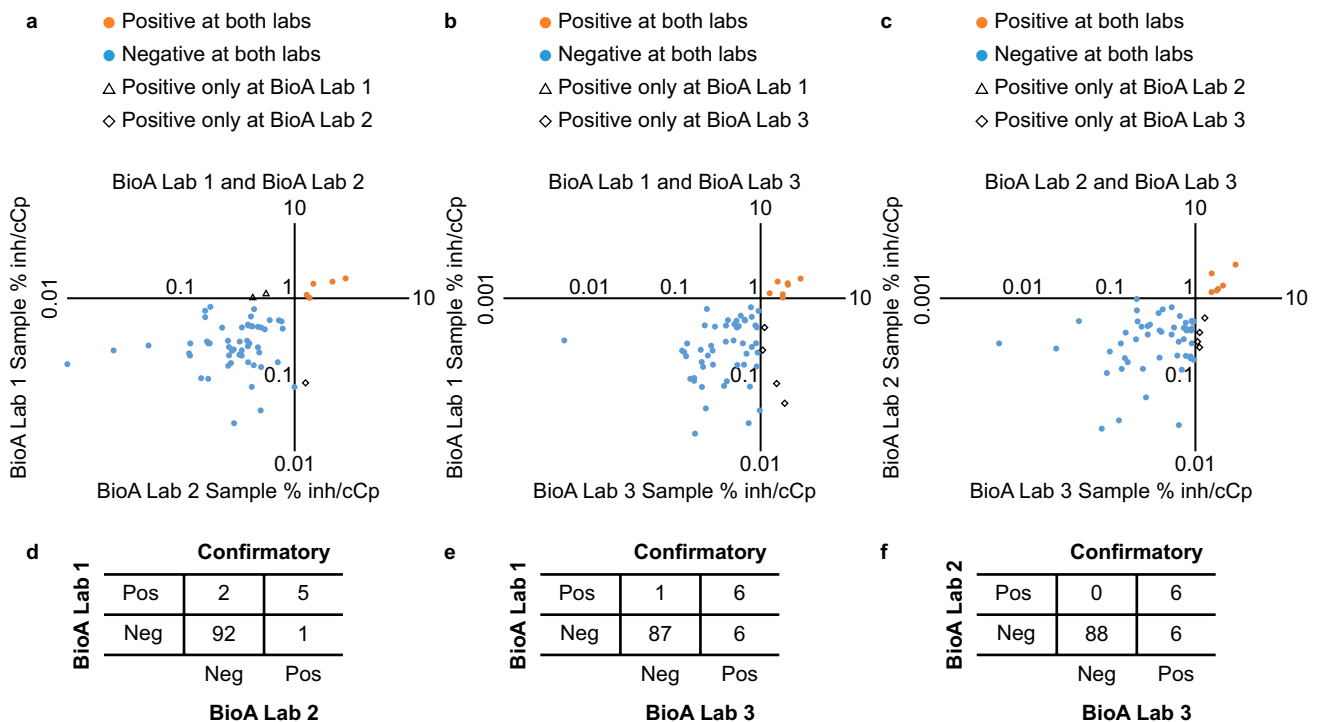 a
Positive at both labs
Negative at both labs
Positive only at BioA Lab 1
Positive only at BioA Lab 2
BioA Lab 1 and BioA Lab 2
10
0.01
0.1
1
10
0.1
0.01
BioA Lab 1 Sample % inh/cCp
BioA Lab 2 Sample % inh/cCp
b
Positive at both labs
Negative at both labs
Positive only at BioA Lab 1
Positive only at BioA Lab 3
BioA Lab 1 and BioA Lab 3
10
0.001
0.01
0.1
1
10
0.1
0.01
BioA Lab 1 Sample % inh/cCp
BioA Lab 3 Sample % inh/cCp
c
Positive at both labs
Negative at both labs
Positive only at BioA Lab 2
Positive only at BioA Lab 3
BioA Lab 2 and BioA Lab 3
10
0.001
0.01
0.1
1
10
0.1
0.01
BioA Lab 2 Sample % inh/cCp
BioA Lab 3 Sample % inh/cCp
d
Confirmatory
BioA Lab 1
Pos 2 5
Neg 92 1
Neg Pos
BioA Lab 2
e
Confirmatory
BioA Lab 1
Pos 1 6
Neg 87 6
Neg Pos
BioA Lab 3
f
Confirmatory
BioA Lab 2
Pos 0 6
Neg 88 6
Neg Pos
BioA Lab 3